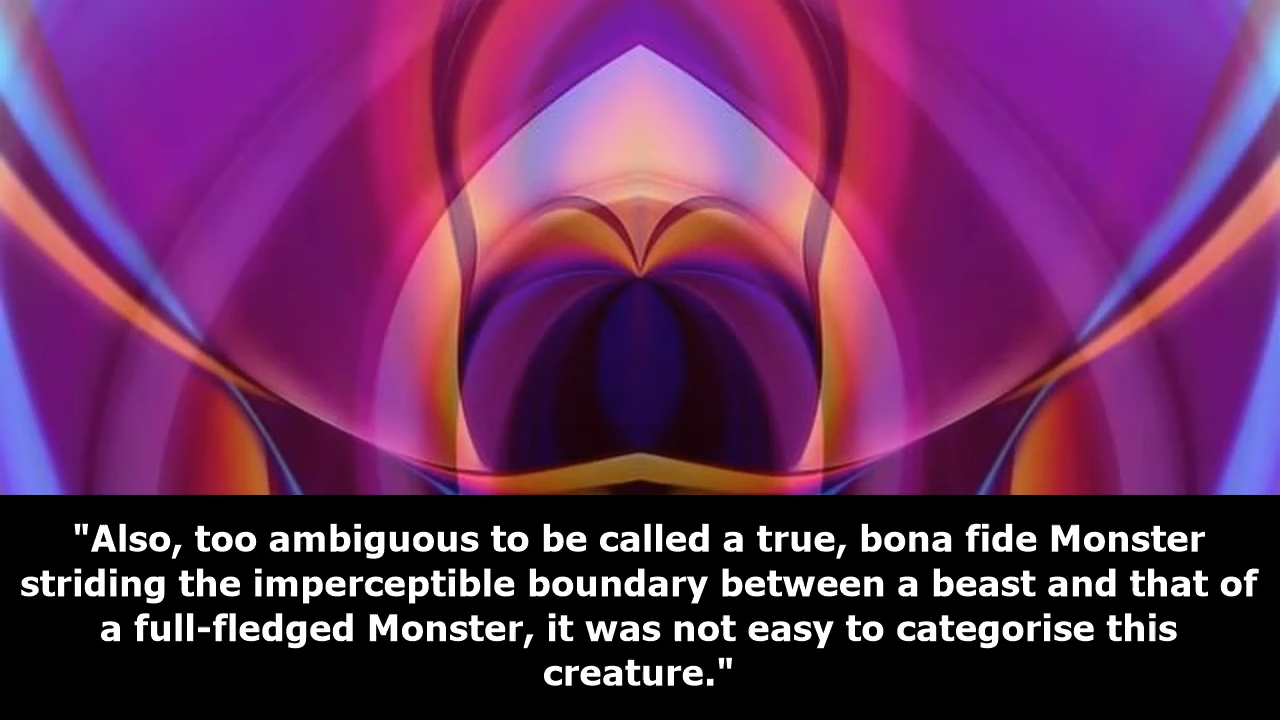 "Also, too ambiguous to be called a true, bona fide Monster
striding the imperceptible boundary between a beast and that of
a full-fledged Monster, it was not easy to categorise this
creature."